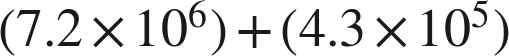 (7.2 × 10⁶) + (4.3 × 10⁵)